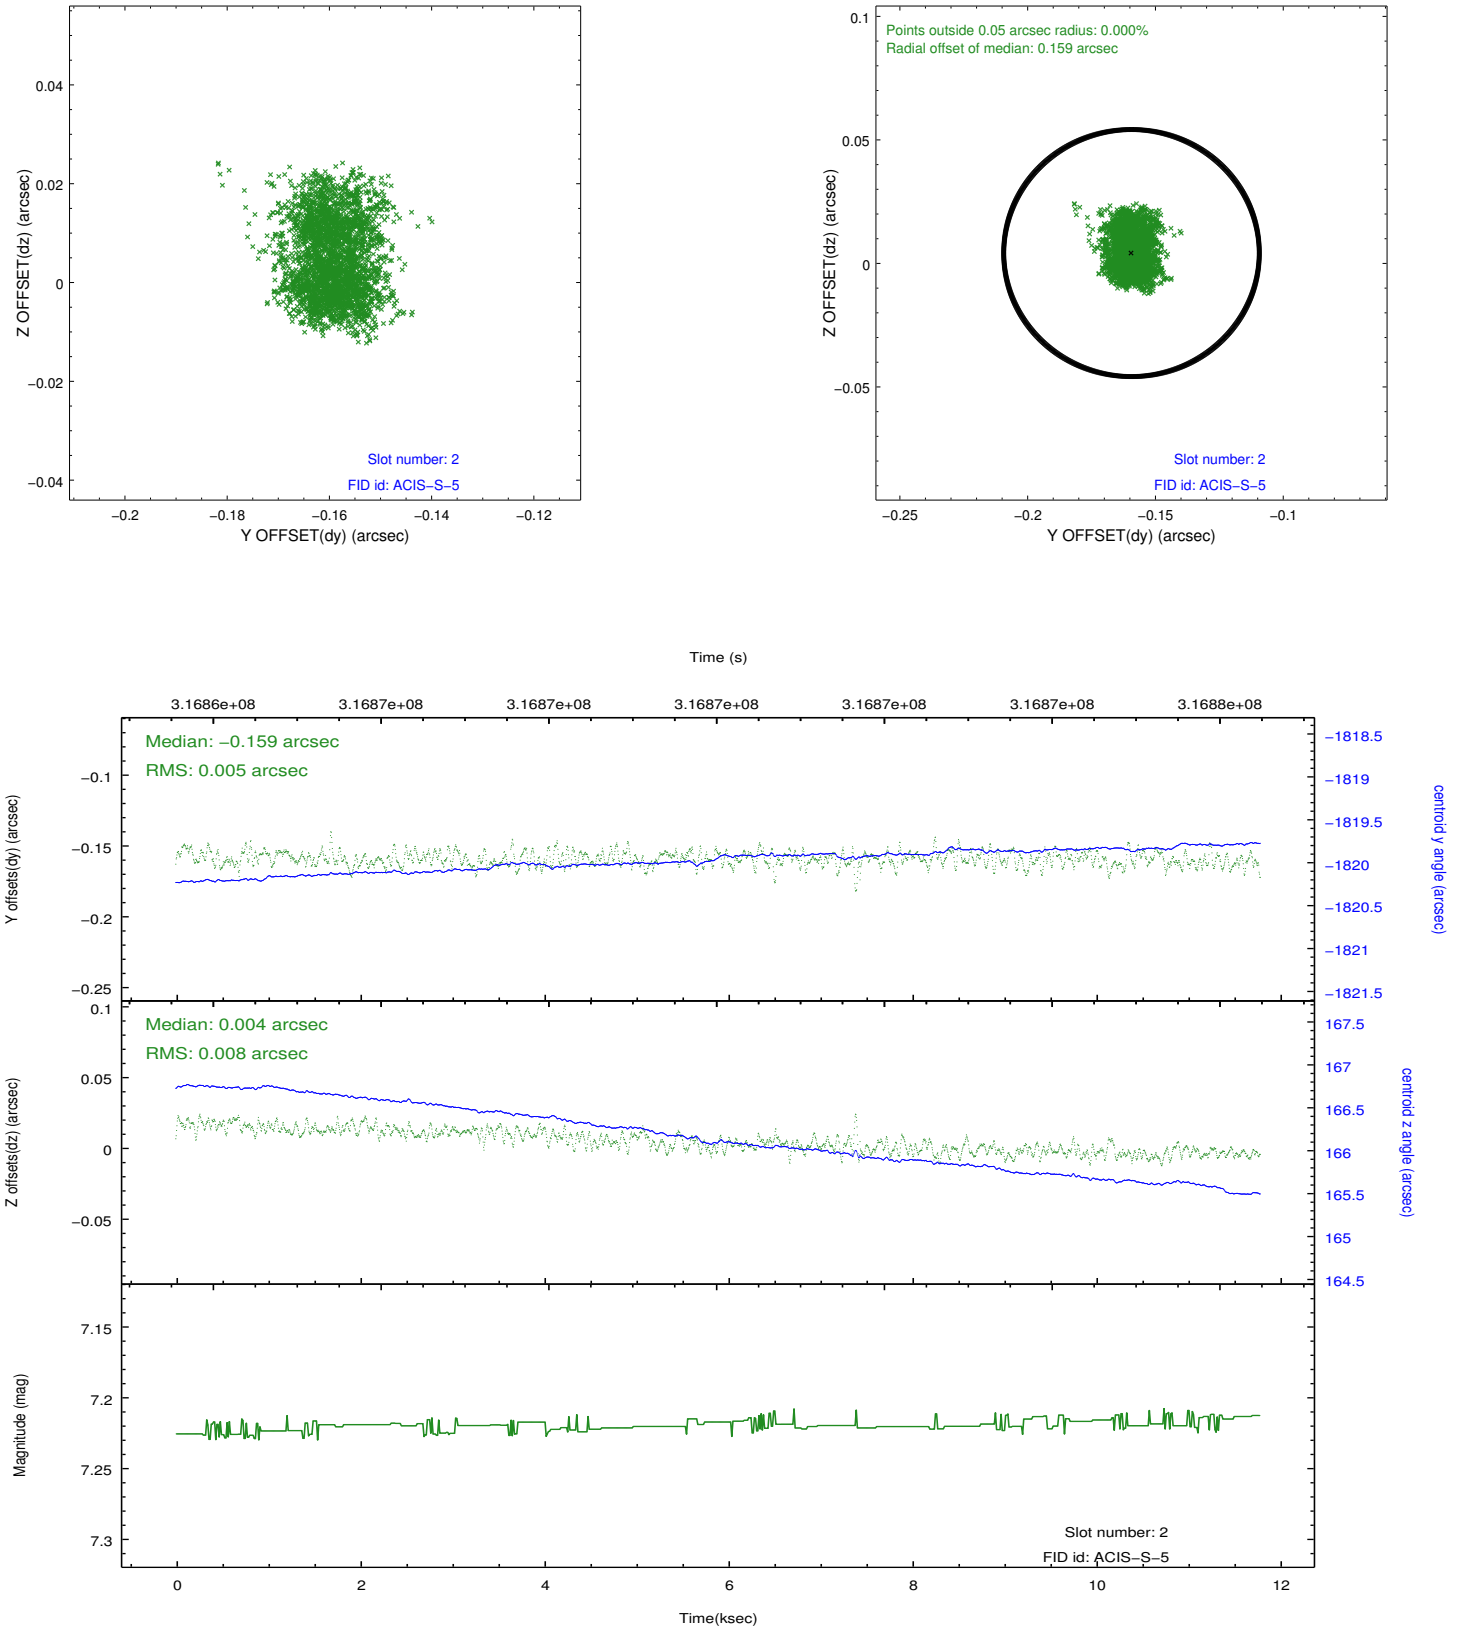 0.04
0.02
0
−0.02
−0.04
Z OFFSET(dz) (arcsec)
Slot number: 2
FID id: ACIS−S−5
−0.2 −0.18 −0.16 −0.14 −0.12
Y OFFSET(dy) (arcsec)
Points outside 0.05 arcsec radius: 0.000%
Radial offset of median: 0.159 arcsec
0.1
0.05
0
−0.05
Z OFFSET(dz) (arcsec)
Slot number: 2
FID id: ACIS−S−5
−0.25 −0.2 −0.15 −0.1
Y OFFSET(dy) (arcsec)
Time (s)
3.1686e+08 3.1687e+08 3.1687e+08 3.1687e+08 3.1687e+08 3.1687e+08 3.1688e+08
Median: −0.159 arcsec
RMS: 0.005 arcsec
−0.1
−0.15
−0.2
−0.25
Y offsets(dy) (arcsec)
−1818.5
−1819
−1819.5
−1820
−1820.5
−1821
−1821.5
centroid y angle (arcsec)
Median: 0.004 arcsec
RMS: 0.008 arcsec
0.1
0.05
0
−0.05
Z offsets(dz) (arcsec)
167.5
167
166.5
166
165.5
165
164.5
centroid z angle (arcsec)
7.15
7.2
7.25
7.3
Magnitude (mag)
Slot number: 2
FID id: ACIS−S−5
0 2 4 6 8 10 12
Time(ksec)